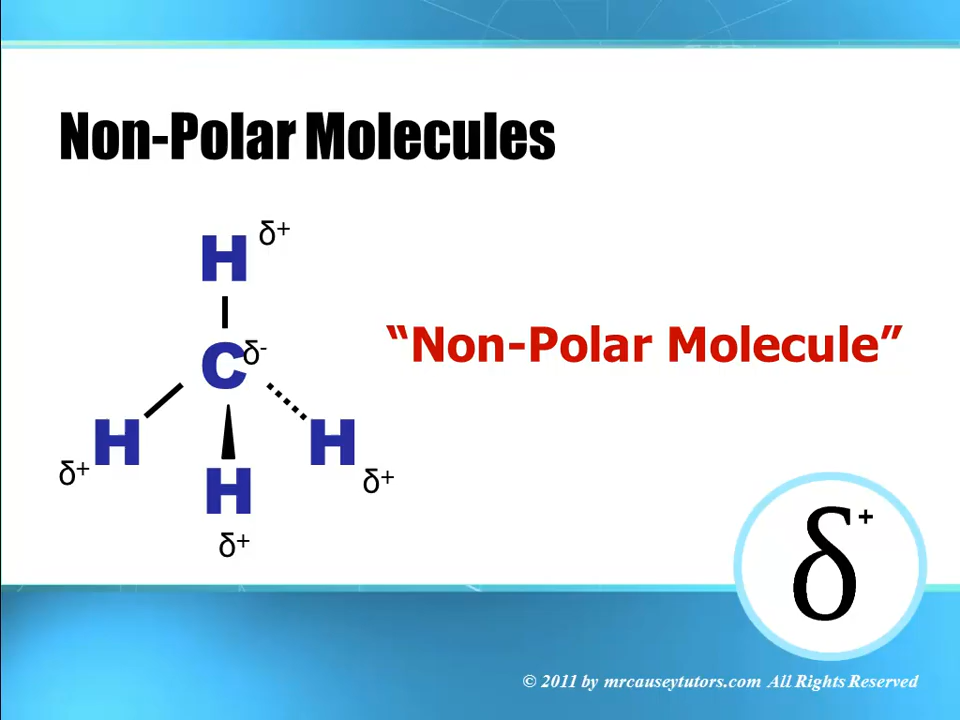 Non-Polar Molecules
H δ+
C δ-
"Non-Polar Molecule"
H
H
δ+
δ+
H
δ+
δ+
© 2011 by mrcauseytutors.com All Rights Reserved